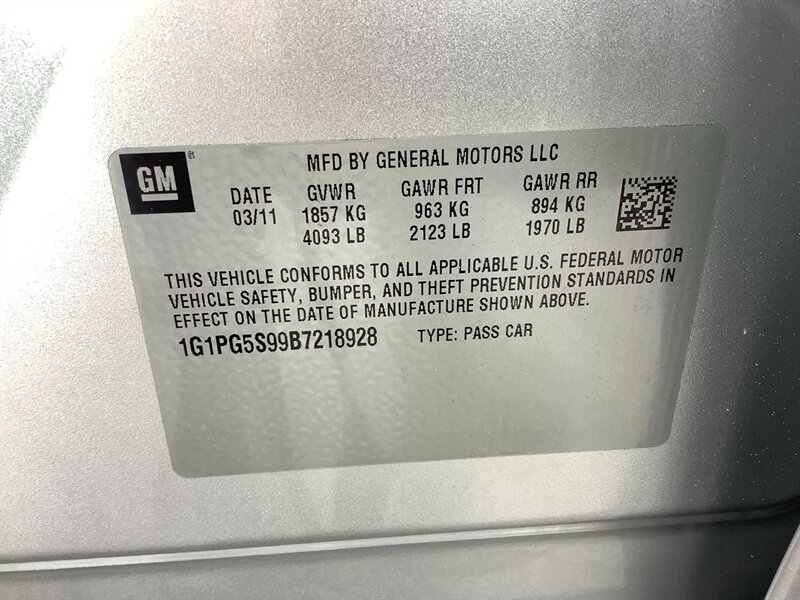 GM ®
MFD BY GENERAL MOTORS LLC
DATE GVWR GAWR FRT GAWR RR
03/11 1857 KG 963 KG 894 KG
4093 LB 2123 LB 1970 LB
THIS VEHICLE CONFORMS TO ALL APPLICABLE U.S. FEDERAL MOTOR
VEHICLE SAFETY, BUMPER, AND THEFT PREVENTION STANDARDS IN
EFFECT ON THE DATE OF MANUFACTURE SHOWN ABOVE.
1G1PG5S99B7218928 TYPE: PASS CAR